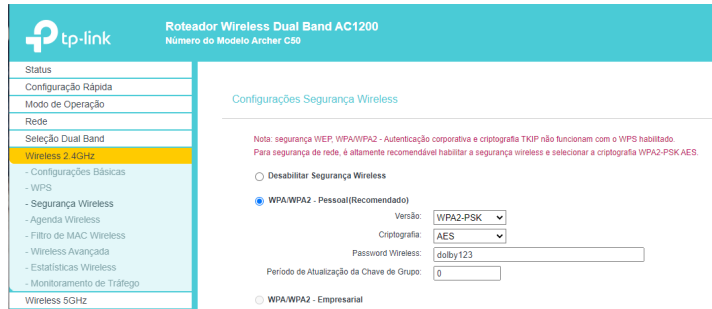 tp-link
Roteador Wireless Dual Band AC1200
Número do Modelo Archer C50
Status
Configuração Rápida
Modo de Operação
Rede
Seleção Dual Band
Wireless 2.4GHz
- Configurações Básicas
- WPS
- Segurança Wireless
- Agenda Wireless
- Filtro de MAC Wireless
- Wireless Avançada
- Estatísticas Wireless
- Monitoramento de Tráfego
Wireless 5GHz
Configurações Segurança Wireless
Nota: segurança WEP, WPA/WPA2 - Autenticação corporativa e criptografia TKIP não funcionam com o WPS habilitado.
Para segurança de rede, é altamente recomendável habilitar a segurança wireless e selecionar a criptografia WPA2-PSK AES.
Desabilitar Segurança Wireless
WPA/WPA2 - Pessoal(Recomendado)
Versão: WPA2-PSK
Criptografia: AES
Password Wireless: dolby123
Período de Atualização da Chave de Grupo: 0
WPA/WPA2 - Empresarial